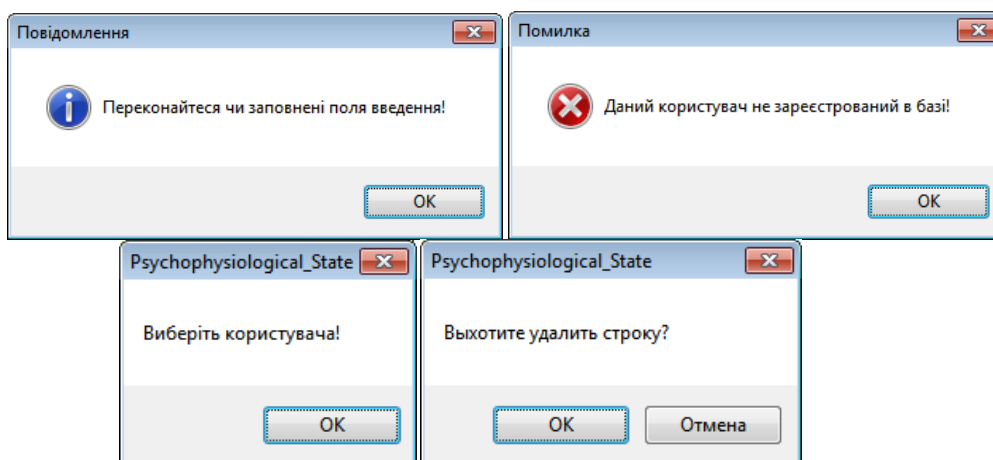 Повідомлення
Переконайтеся чи заповнені поля введення!
OK
Помилка
Даний користувач не зареєстрований в базі!
OK
Psychophysiological_State
Виберіть користувача!
OK
Psychophysiological_State
Выхотите удалить строку?
OK
Отмена